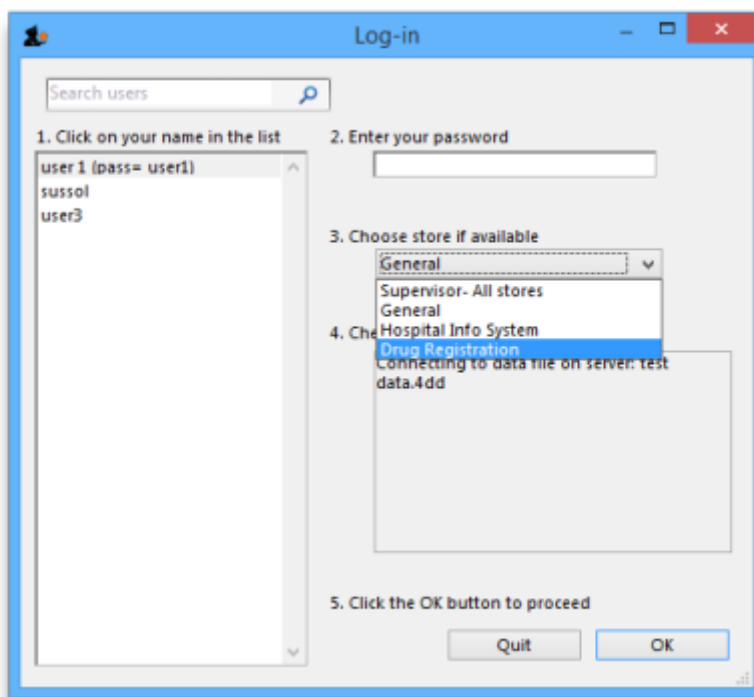 Log-in
Search users
1. Click on your name in the list
user 1 (pass= user1)
sussol
user3
2. Enter your password
3. Choose store if available
General
Supervisor- All stores
General
Hospital Info System
Drug Registration
4. Che
Connecting to data file on server: test
data.4dd
5. Click the OK button to proceed
Quit
OK